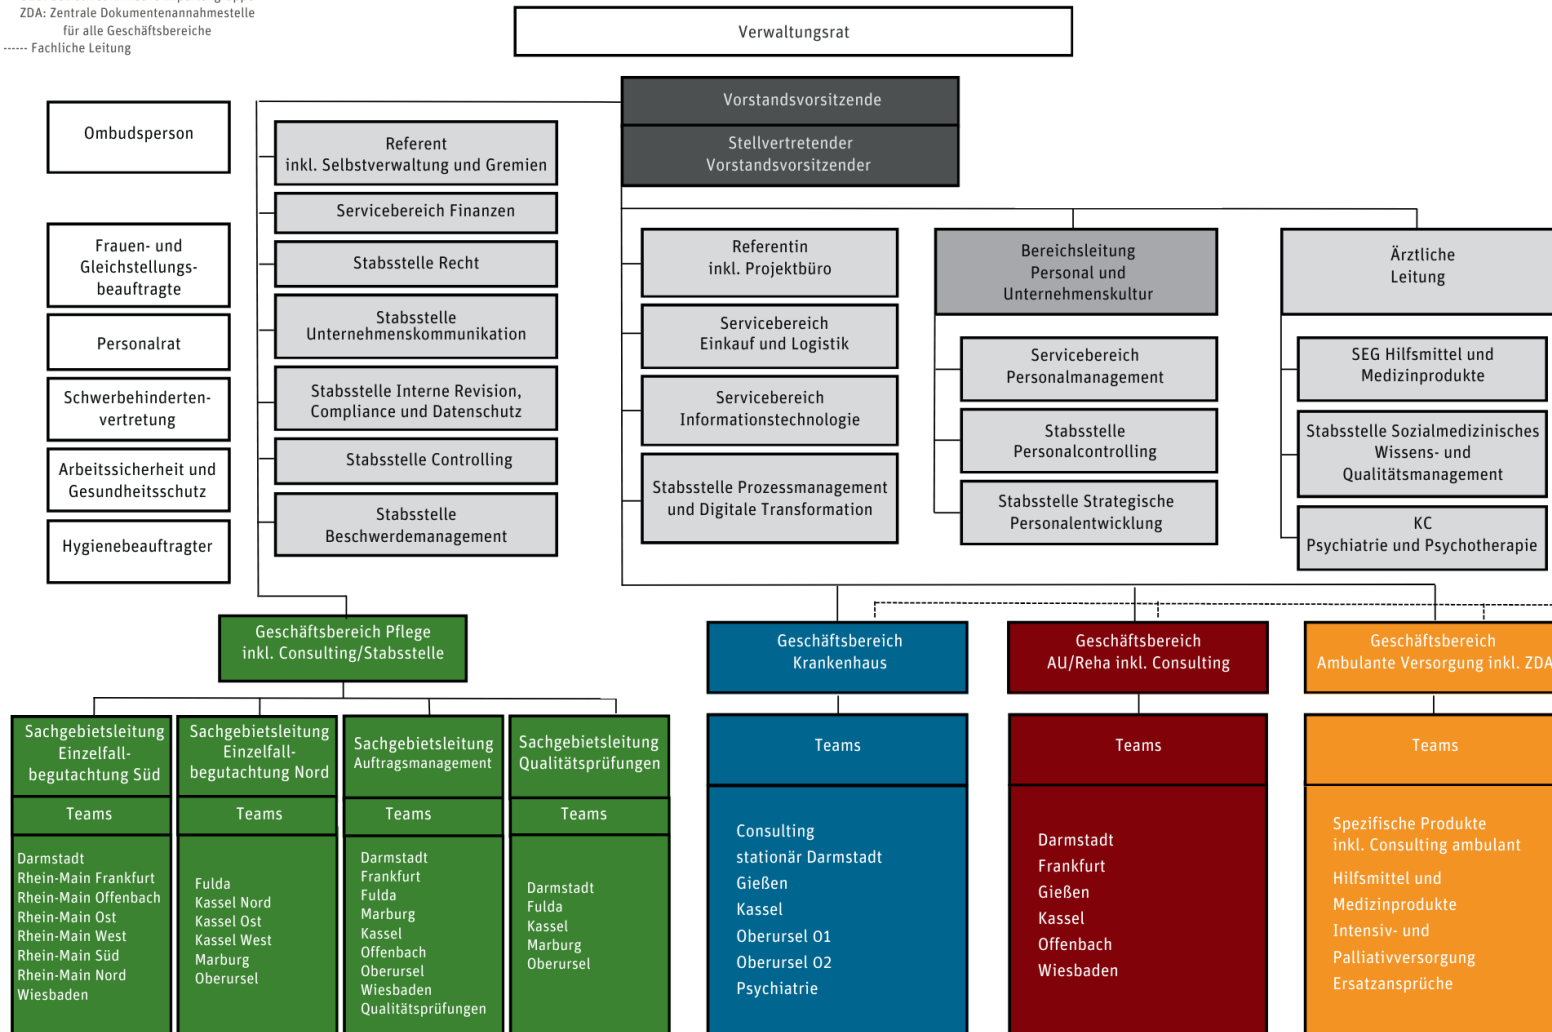 ZDA: Zentrale Dokumentenannahmestelle
für alle Geschäftsbereiche
------ Fachliche Leitung
Verwaltungsrat
Vorstandsvorsitzende
Stellvertretender
Vorstandsvorsitzender
Ombudsperson
Frauen- und
Gleichstellungs-
beauftragte
Personalrat
Schwerbehinderten-
vertretung
Arbeitssicherheit und
Gesundheitsschutz
Hygienebeauftragter
Referent
inkl. Selbstverwaltung und Gremien
Servicebereich Finanzen
Stabsstelle Recht
Stabsstelle
Unternehmenskommunikation
Stabsstelle Interne Revision,
Compliance und Datenschutz
Stabsstelle Controlling
Stabsstelle
Beschwerdemanagement
Referentin
inkl. Projektbüro
Servicebereich
Einkauf und Logistik
Servicebereich
Informationstechnologie
Stabsstelle Prozessmanagement
und Digitale Transformation
Bereichsleitung
Personal und
Unternehmenskultur
Servicebereich
Personalmanagement
Stabsstelle
Personalcontrolling
Stabsstelle Strategische
Personalentwicklung
Ärztliche
Leitung
SEG Hilfsmittel und
Medizinprodukte
Stabsstelle Sozialmedizinisches
Wissens- und
Qualitätsmanagement
KC
Psychiatrie und Psychotherapie
Geschäftsbereich Pflege
inkl. Consulting/Stabsstelle
Sachgebietsleitung
Einzelfall-
begutachtung Süd
Teams
Darmstadt
Rhein-Main Frankfurt
Rhein-Main Offenbach
Rhein-Main Ost
Rhein-Main West
Rhein-Main Süd
Rhein-Main Nord
Wiesbaden
Sachgebietsleitung
Einzelfall-
begutachtung Nord
Teams
Fulda
Kassel Nord
Kassel Ost
Kassel West
Marburg
Oberursel
Sachgebietsleitung
Auftragsmanagement
Teams
Darmstadt
Frankfurt
Fulda
Marburg
Kassel
Offenbach
Oberursel
Wiesbaden
Qualitätsprüfungen
Sachgebietsleitung
Qualitätsprüfungen
Teams
Darmstadt
Fulda
Kassel
Marburg
Oberursel
Geschäftsbereich
Krankenhaus
Teams
Consulting
stationär Darmstadt
Gießen
Kassel
Oberursel O1
Oberursel O2
Psychiatrie
Geschäftsbereich
AU/Reha inkl. Consulting
Teams
Darmstadt
Frankfurt
Gießen
Kassel
Offenbach
Wiesbaden
Geschäftsbereich
Ambulante Versorgung inkl. ZDA
Teams
Spezifische Produkte
inkl. Consulting ambulant
Hilfsmittel und
Medizinprodukte
Intensiv- und
Palliativversorgung
Ersatzansprüche